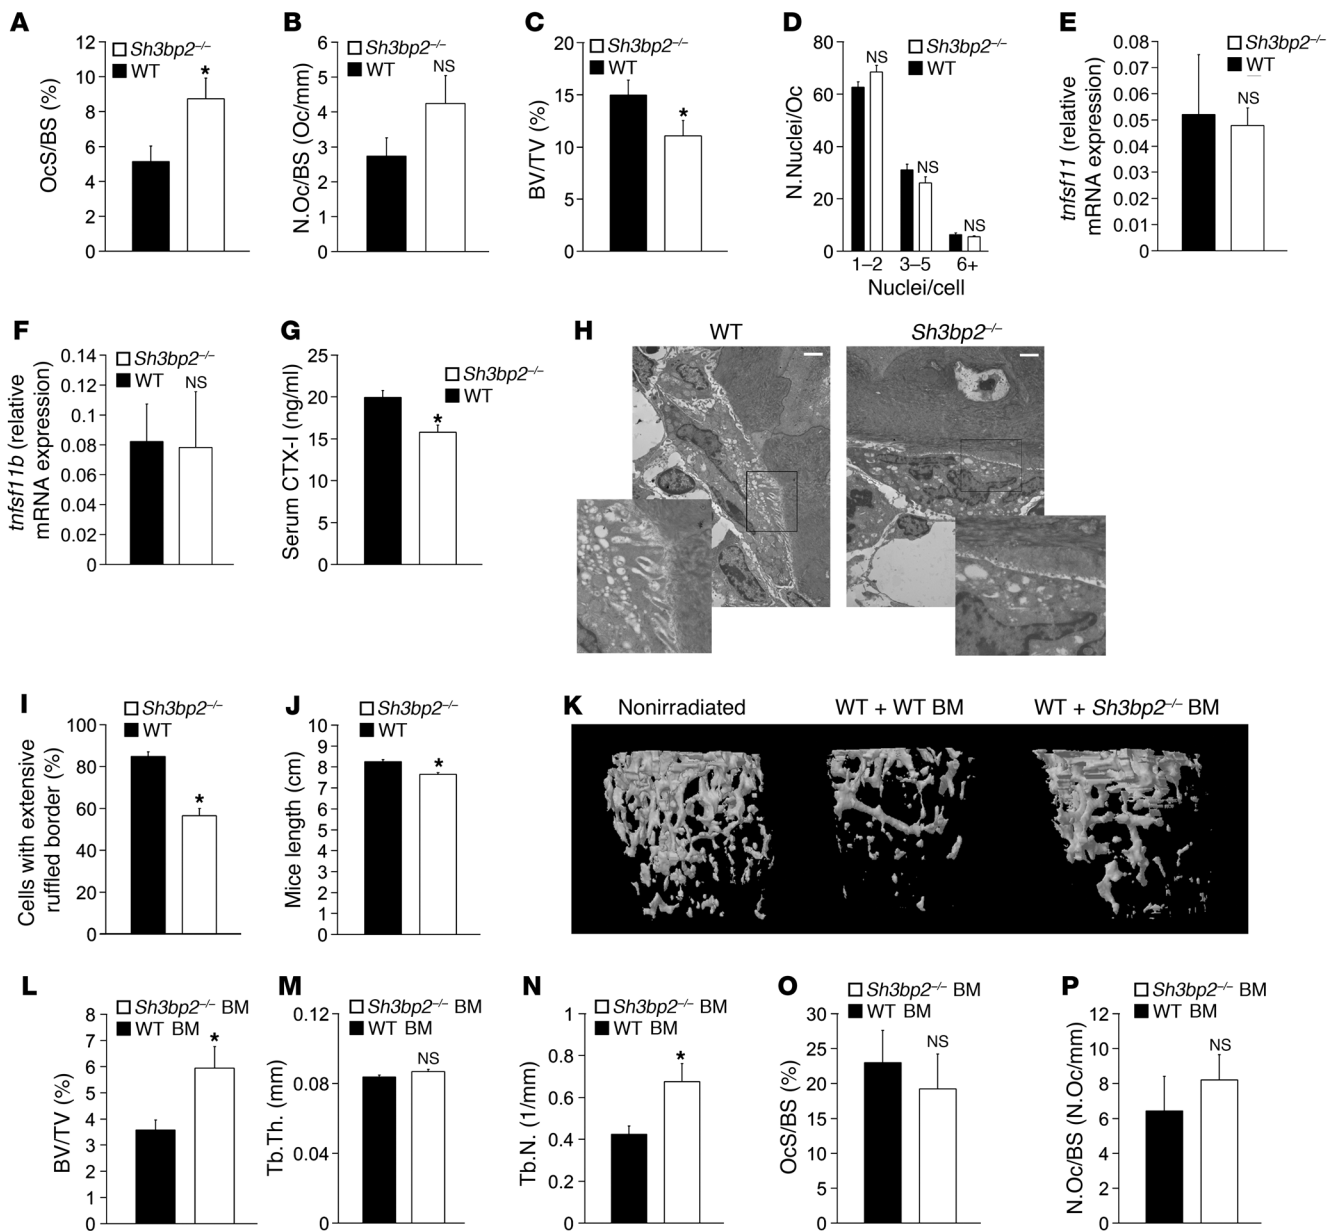 A
OcS/BS (%)
12
10
8
6
4
2
0
Sh3bp2–/–
WT
*
B
N.Oc/BS (Oc/mm)
6
5
4
3
2
1
0
Sh3bp2–/–
WT
NS
C
BV/TV (%)
20
15
10
5
0
Sh3bp2–/–
WT
*
D
N.Nuclei/Oc
80
60
40
20
0
Sh3bp2–/–
WT
NS
NS
NS
1–2 3–5 6+
Nuclei/cell
E
tnfsf11 (relative
mRNA expression)
0.08
0.07
0.06
0.05
0.04
0.03
0.02
0.01
0
Sh3bp2–/–
WT
NS
F
tnfsf11b (relative
mRNA expression)
0.14
0.12
0.1
0.08
0.06
0.04
0.02
0
Sh3bp2–/–
WT
NS
G
Serum CTX-I (ng/ml)
25
20
15
10
5
0
Sh3bp2–/–
WT
*
H
WT
Sh3bp2–/–
I
Cells with extensive
ruffled border (%)
100
80
60
40
20
0
Sh3bp2–/–
WT
*
J
Mice length (cm)
10
9
8
7
6
5
4
3
2
1
0
Sh3bp2–/–
WT
*
K
Nonirradiated
WT + WT BM
WT + Sh3bp2–/– BM
L
BV/TV (%)
8
7
6
5
4
3
2
1
0
Sh3bp2–/– BM
WT BM
*
M
Tb.Th. (mm)
0.12
0.08
0.04
0
Sh3bp2–/– BM
WT BM
NS
N
Tb.N. (1/mm)
1
0.8
0.6
0.4
0.2
0
Sh3bp2–/– BM
WT BM
*
O
OcS/BS (%)
30
25
20
15
10
5
0
Sh3bp2–/– BM
WT BM
NS
P
N.Oc/BS (N.Oc/mm)
12
10
8
6
4
2
0
Sh3bp2–/– BM
WT BM
NS